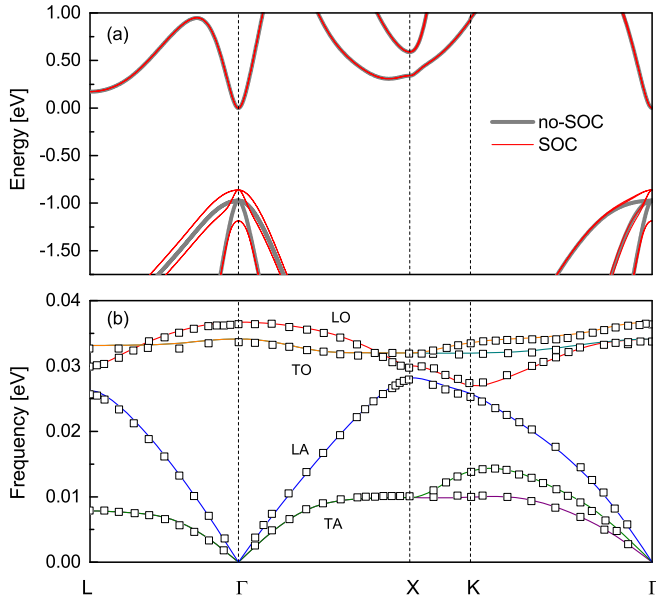 (a)
Energy [eV]
1.00
0.50
0.00
-0.50
-1.00
-1.50
no-SOC
SOC
(b)
Frequency [eV]
0.04
0.03
0.02
0.01
0.00
LO
TO
LA
TA
L Γ X K Γ